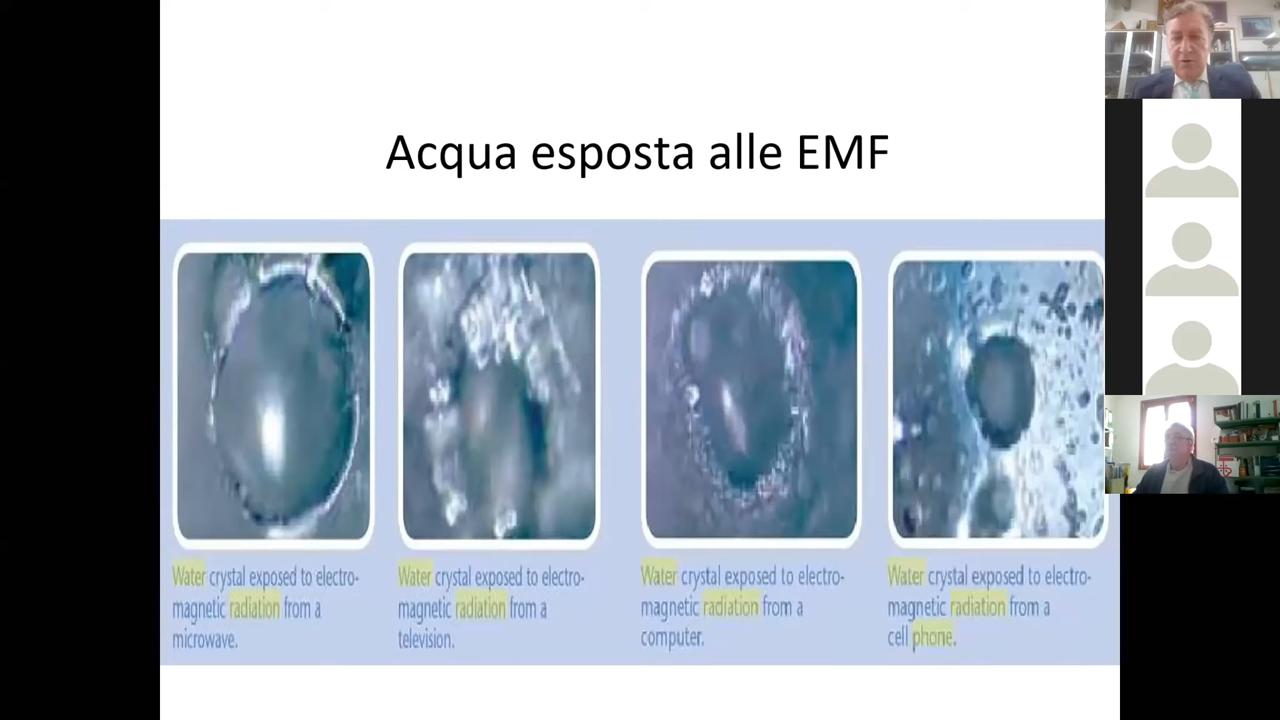 Acqua esposta alle EMF
Water crystal exposed to electro-
magnetic radiation from a
microwave.
Water crystal exposed to electro-
magnetic radiation from a
television.
Water crystal exposed to electro-
magnetic radiation from a
computer.
Water crystal exposed to electro-
magnetic radiation from a
cell phone.